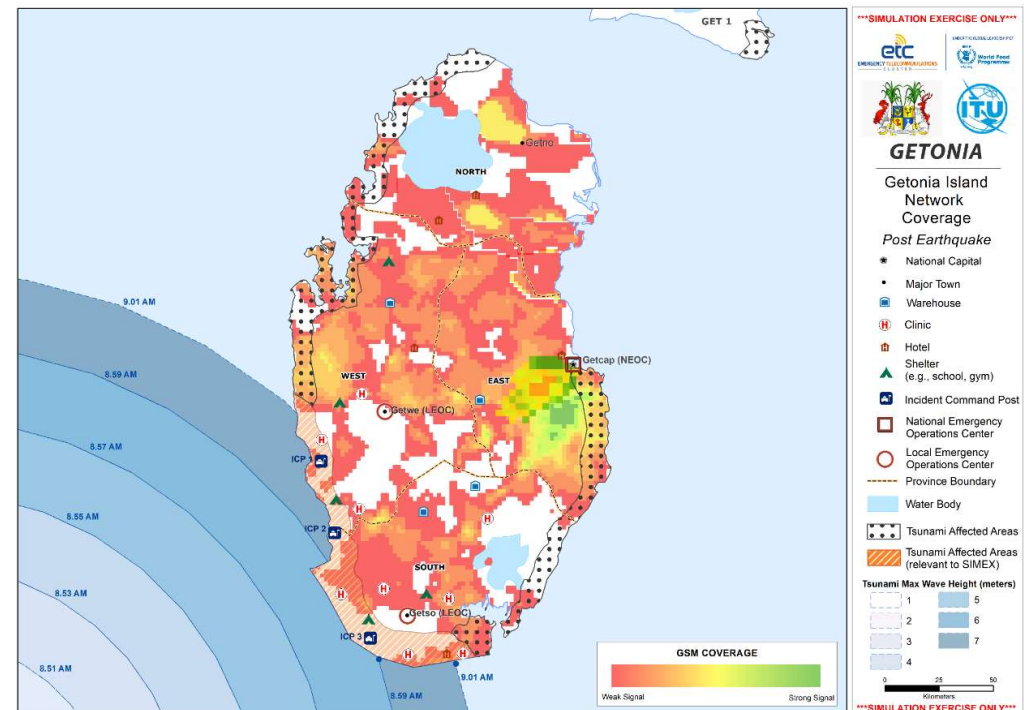 GET 1
NORTH
Getno
WEST
EAST
Getcap (NEOC)
Getwe (LEOC)
ICP 1
ICP 2
SOUTH
Getso (LEOC)
ICP 3
9.01 AM
8.59 AM
8.57 AM
8.55 AM
8.53 AM
8.51 AM
8.59 AM
9.01 AM
GSM COVERAGE
Weak Signal
Strong Signal
***SIMULATION EXERCISE ONLY***
etc
EMERGENCY TELECOMMUNICATIONS
CLUSTER
WFP
World Food
Programme
ITU
GETONIA
Getonia Island
Network
Coverage
Post Earthquake
National Capital
Major Town
Warehouse
H Clinic
H Hotel
Shelter
(e.g., school, gym)
Incident Command Post
National Emergency
Operations Center
Local Emergency
Operations Center
Province Boundary
Water Body
Tsunami Affected Areas
Tsunami Affected Areas
(relevant to SIMEX)
Tsunami Max Wave Height (meters)
1
2
3
4
5
6
7
0 25 50
Kilometers
***SIMULATION EXERCISE ONLY***